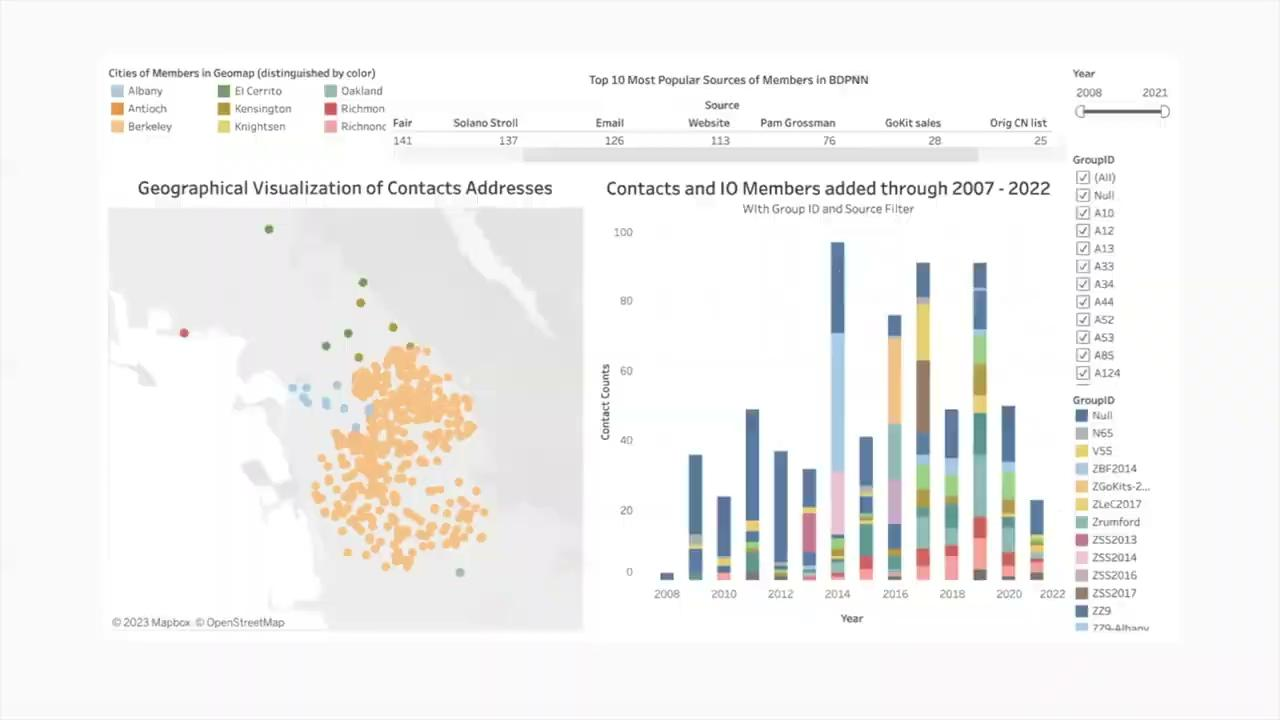 Cities of Members in Geomap (distinguished by color)
Albany
El Cerrito
Oakland
Antioch
Kensington
Richmon
Berkeley
Knightsen
Richmonc
Top 10 Most Popular Sources of Members in BDPNN
Source
Fair Solano Stroll Email Website Pam Grossman GoKit sales Orig CN list
141 137 126 113 76 28 25
Year
2008 2021
Geographical Visualization of Contacts Addresses
© 2023 Mapbox © OpenStreetMap
Contacts and IO Members added through 2007 - 2022
With Group ID and Source Filter
Contact Counts
100
80
60
40
20
0
2008 2010 2012 2014 2016 2018 2020 2022
Year
GroupID
(All)
Null
A10
A12
A13
A33
A34
A44
A52
A53
A85
A124
GroupID
Null
N65
V55
ZBF2014
ZGoKits-2...
ZLeC2017
Zrumford
ZSS2013
ZSS2014
ZSS2016
ZSS2017
ZZ9
ZZ9-Albany